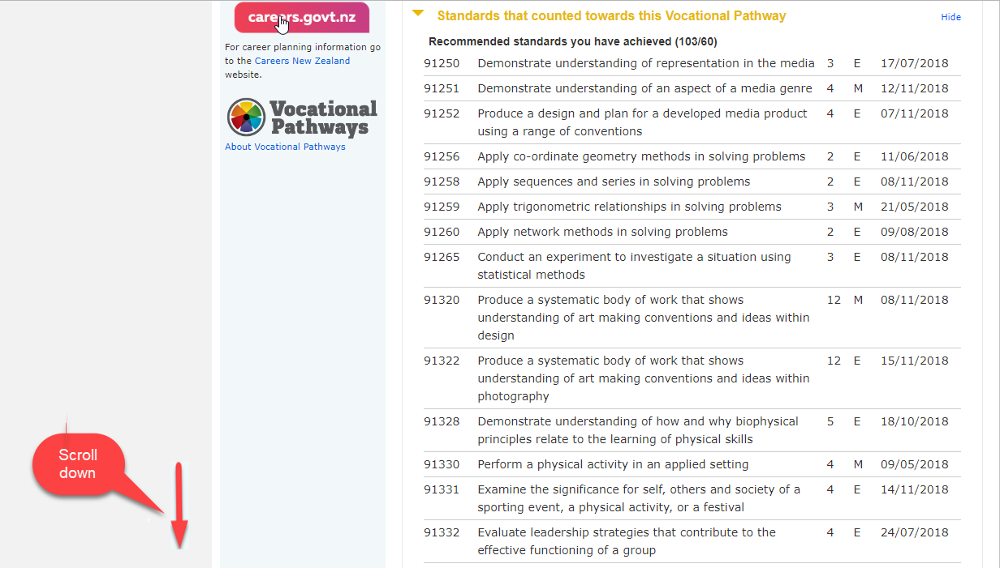 careers.govt.nz
For career planning information go
to the Careers New Zealand
website.
Vocational
Pathways
About Vocational Pathways
Scroll
down
Standards that counted towards this Vocational Pathway
Hide
Recommended standards you have achieved (103/60)
91250 Demonstrate understanding of representation in the media 3 E 17/07/2018
91251 Demonstrate understanding of an aspect of a media genre 4 M 12/11/2018
91252 Produce a design and plan for a developed media product 4 E 07/11/2018
using a range of conventions
91256 Apply co-ordinate geometry methods in solving problems 2 E 11/06/2018
91258 Apply sequences and series in solving problems 2 E 08/11/2018
91259 Apply trigonometric relationships in solving problems 3 M 21/05/2018
91260 Apply network methods in solving problems 2 E 09/08/2018
91265 Conduct an experiment to investigate a situation using 3 E 08/11/2018
statistical methods
91320 Produce a systematic body of work that shows 12 M 08/11/2018
understanding of art making conventions and ideas within
design
91322 Produce a systematic body of work that shows 12 E 15/11/2018
understanding of art making conventions and ideas within
photography
91328 Demonstrate understanding of how and why biophysical 5 E 18/10/2018
principles relate to the learning of physical skills
91330 Perform a physical activity in an applied setting 4 M 09/05/2018
91331 Examine the significance for self, others and society of a 4 E 14/11/2018
sporting event, a physical activity, or a festival
91332 Evaluate leadership strategies that contribute to the 4 E 24/07/2018
effective functioning of a group